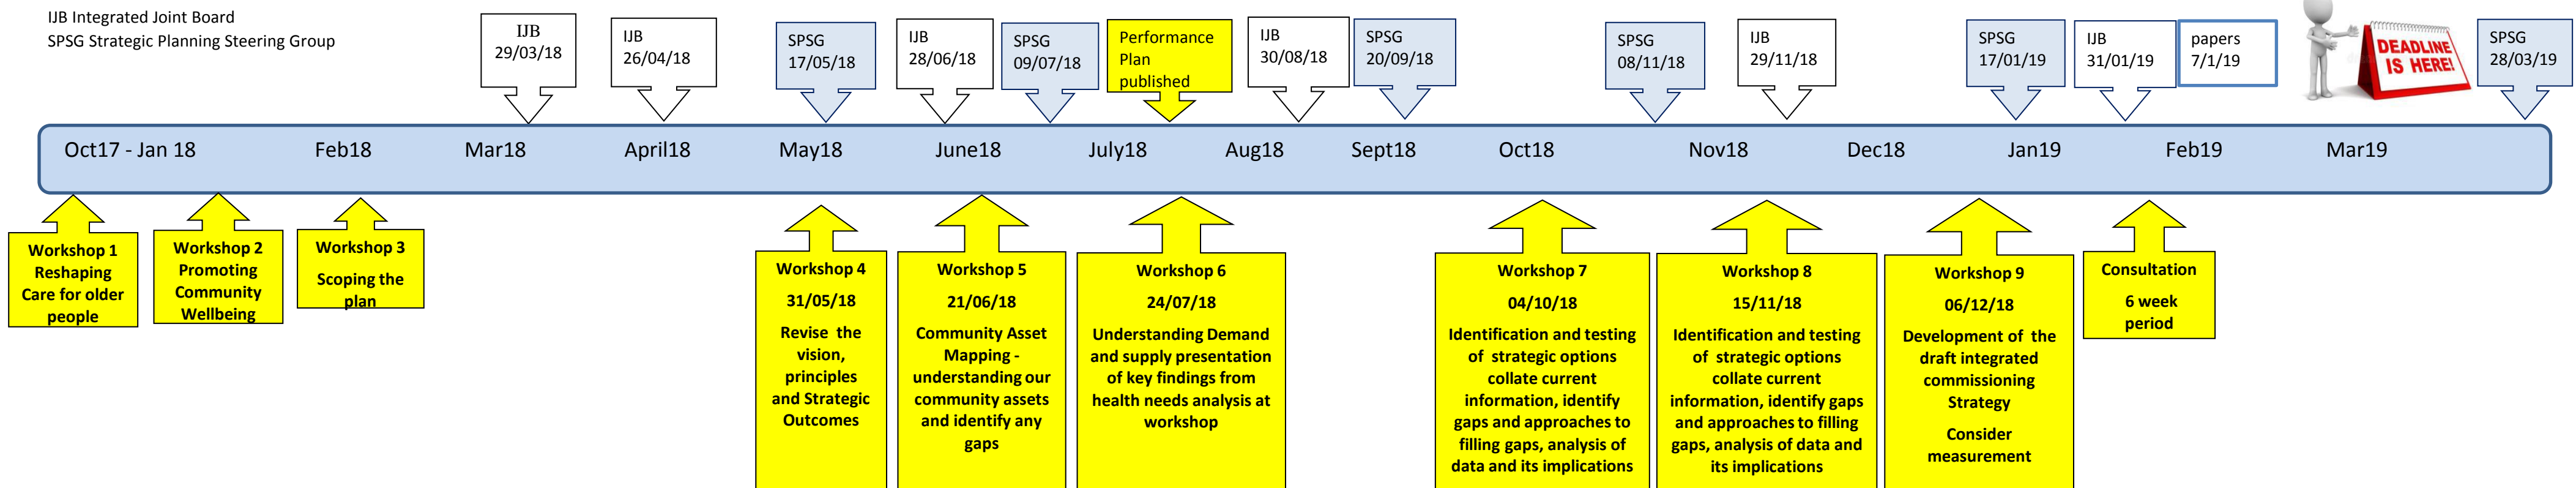 IJB Integrated Joint Board
SPSG Strategic Planning Steering Group
IJB
29/03/18
IJB
26/04/18
SPSG
17/05/18
IJB
28/06/18
SPSG
09/07/18
Performance
Plan
published
IJB
30/08/18
SPSG
20/09/18
SPSG
08/11/18
IJB
29/11/18
SPSG
17/01/19
IJB
31/01/19
papers
7/1/19
DEADLINE
IS HERE!
SPSG
28/03/19
Oct17 - Jan 18
Feb18
Mar18
April18
May18
June18
July18
Aug18
Sept18
Oct18
Nov18
Dec18
Jan19
Feb19
Mar19
Workshop 1
Reshaping
Care for older
people
Workshop 2
Promoting
Community
Wellbeing
Workshop 3
Scoping the
plan
Workshop 4
31/05/18
Revise the
vision,
principles
and Strategic
Outcomes
Workshop 5
21/06/18
Community Asset
Mapping -
understanding our
community assets
and identify any
gaps
Workshop 6
24/07/18
Understanding Demand
and supply presentation
of key findings from
health needs analysis at
workshop
Workshop 7
04/10/18
Identification and testing
of strategic options
collate current
information, identify
gaps and approaches to
filling gaps, analysis of
data and its implications
Workshop 8
15/11/18
Identification and testing
of strategic options
collate current
information, identify gaps
and approaches to filling
gaps, analysis of data and
its implications
Workshop 9
06/12/18
Development of the
draft integrated
commissioning
Strategy
Consider
measurement
Consultation
6 week
period